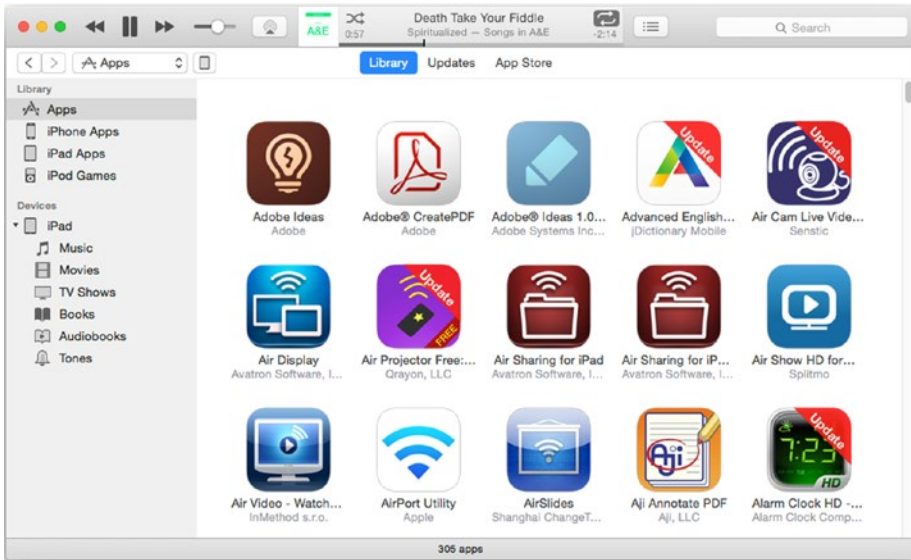 Death Take Your Fiddle
A&E
0:57
Spiritualized — Songs in A&E
-2:14
Search
Apps
Library
Updates
App Store
Library
Apps
iPhone Apps
iPad Apps
iPod Games
Devices
iPad
Music
Movies
TV Shows
Books
Audiobooks
Tones
Update
Update
Adobe Ideas
Adobe® CreatePDF
Adobe® Ideas 1.0...
Advanced English...
Air Cam Live Vide...
Adobe
Adobe
Adobe Systems Inc...
jDictionary Mobile
Senstic
Update
FREE
Air Display
Air Projector Free:...
Air Sharing for iPad
Air Sharing for iP...
Air Show HD for...
Avatron Software, I...
Qrayon, LLC
Avatron Software, I...
Avatron Software, I...
Splitmo
Aji
Update
7:23
HD
Air Video - Watch...
AirPort Utility
AirSlides
Aji Annotate PDF
Alarm Clock HD -...
InMethod s.r.o.
Apple
Shanghai ChangeT...
Aji, LLC
Alarm Clock Comp...
305 apps